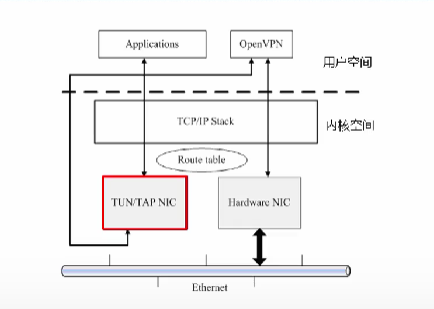 Applications
OpenVPN
用户空间
TCP/IP Stack
内核空间
Route table
TUN/TAP NIC
Hardware NIC
Ethernet